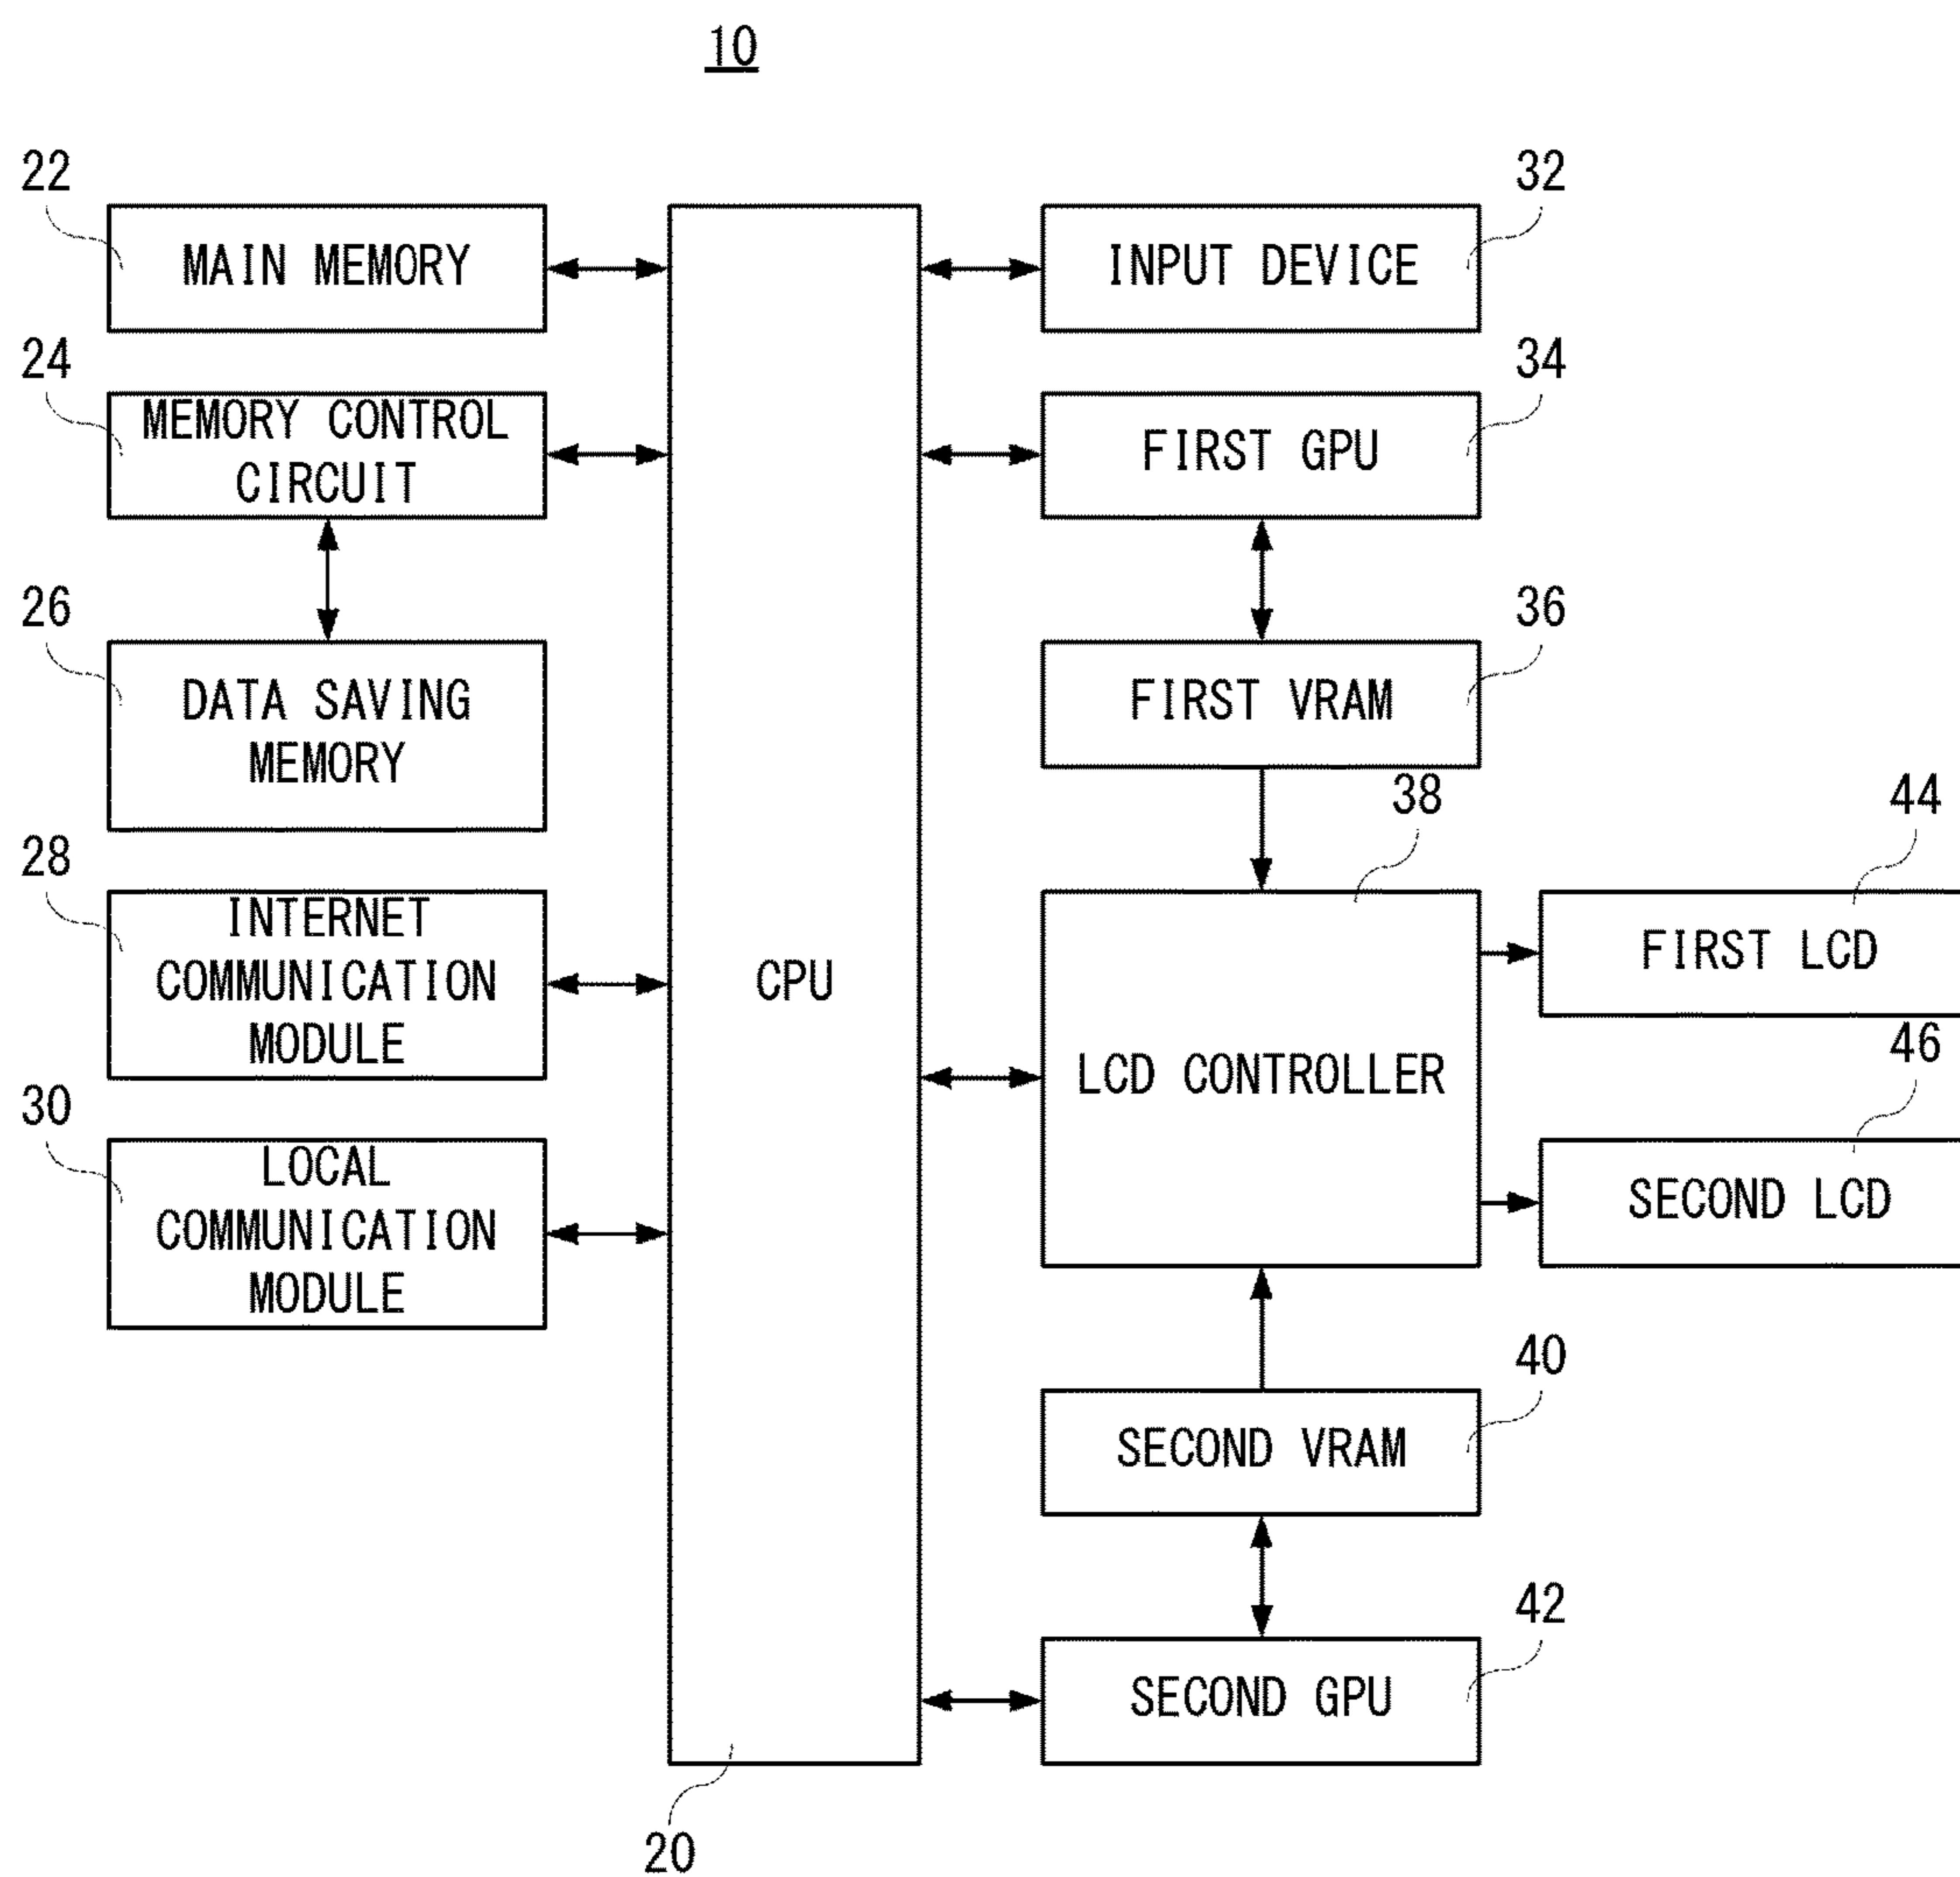 10
22
MAIN MEMORY
24
MEMORY CONTROL
CIRCUIT
26
DATA SAVING
MEMORY
28
INTERNET
COMMUNICATION
MODULE
30
LOCAL
COMMUNICATION
MODULE
CPU
20
32
INPUT DEVICE
34
FIRST GPU
36
FIRST VRAM
38
LCD CONTROLLER
44
FIRST LCD
46
SECOND LCD
40
SECOND VRAM
42
SECOND GPU